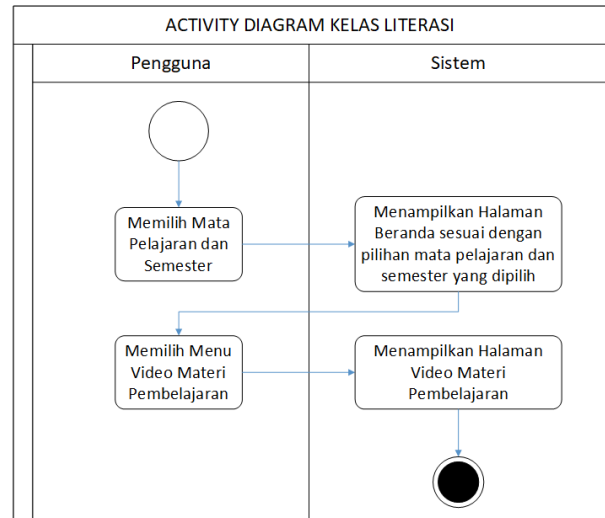 ACTIVITY DIAGRAM KELAS LITERASI
Pengguna
Sistem
Memilih Mata
Pelajaran dan
Semester
Menampilkan Halaman
Beranda sesuai dengan
pilihan mata pelajaran dan
semester yang dipilih
Memilih Menu
Video Materi
Pembelajaran
Menampilkan Halaman
Video Materi
Pembelajaran